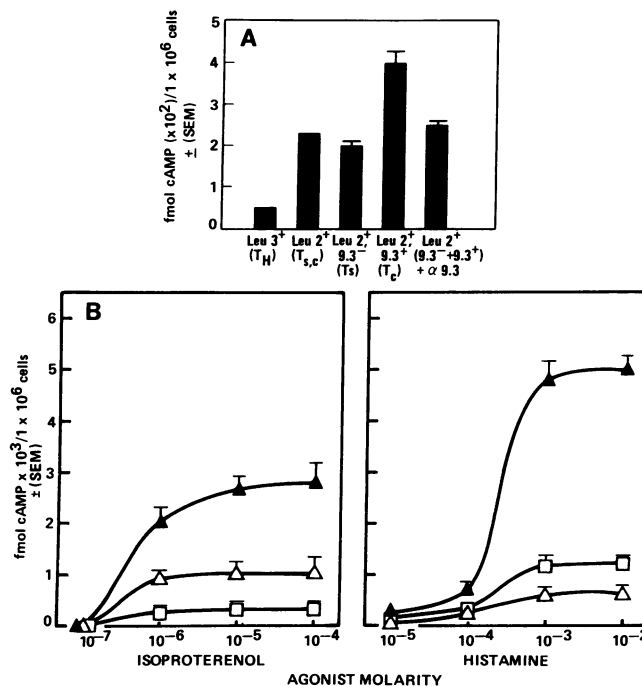 A
fmol cAMP (x10²)/1 x 10⁶ cells
± (SEM)
5
4
3
2
1
0
Leu 3⁺
(T_H)
Leu 2⁺
(T_s,c)
Leu 2,⁺
9.3⁻
(Ts)
Leu 2,⁺
9.3⁺
(T_c)
Leu 2⁺
(9.3⁻+9.3⁺)
+ α 9.3
B
fmol cAMP x 10³/1 x 10⁶ cells
± (SEM)
6
5
4
3
2
1
0
10⁻⁷ 10⁻⁶ 10⁻⁵ 10⁻⁴
ISOPROTERENOL
10⁻⁵ 10⁻⁴ 10⁻³ 10⁻²
HISTAMINE
AGONIST MOLARITY